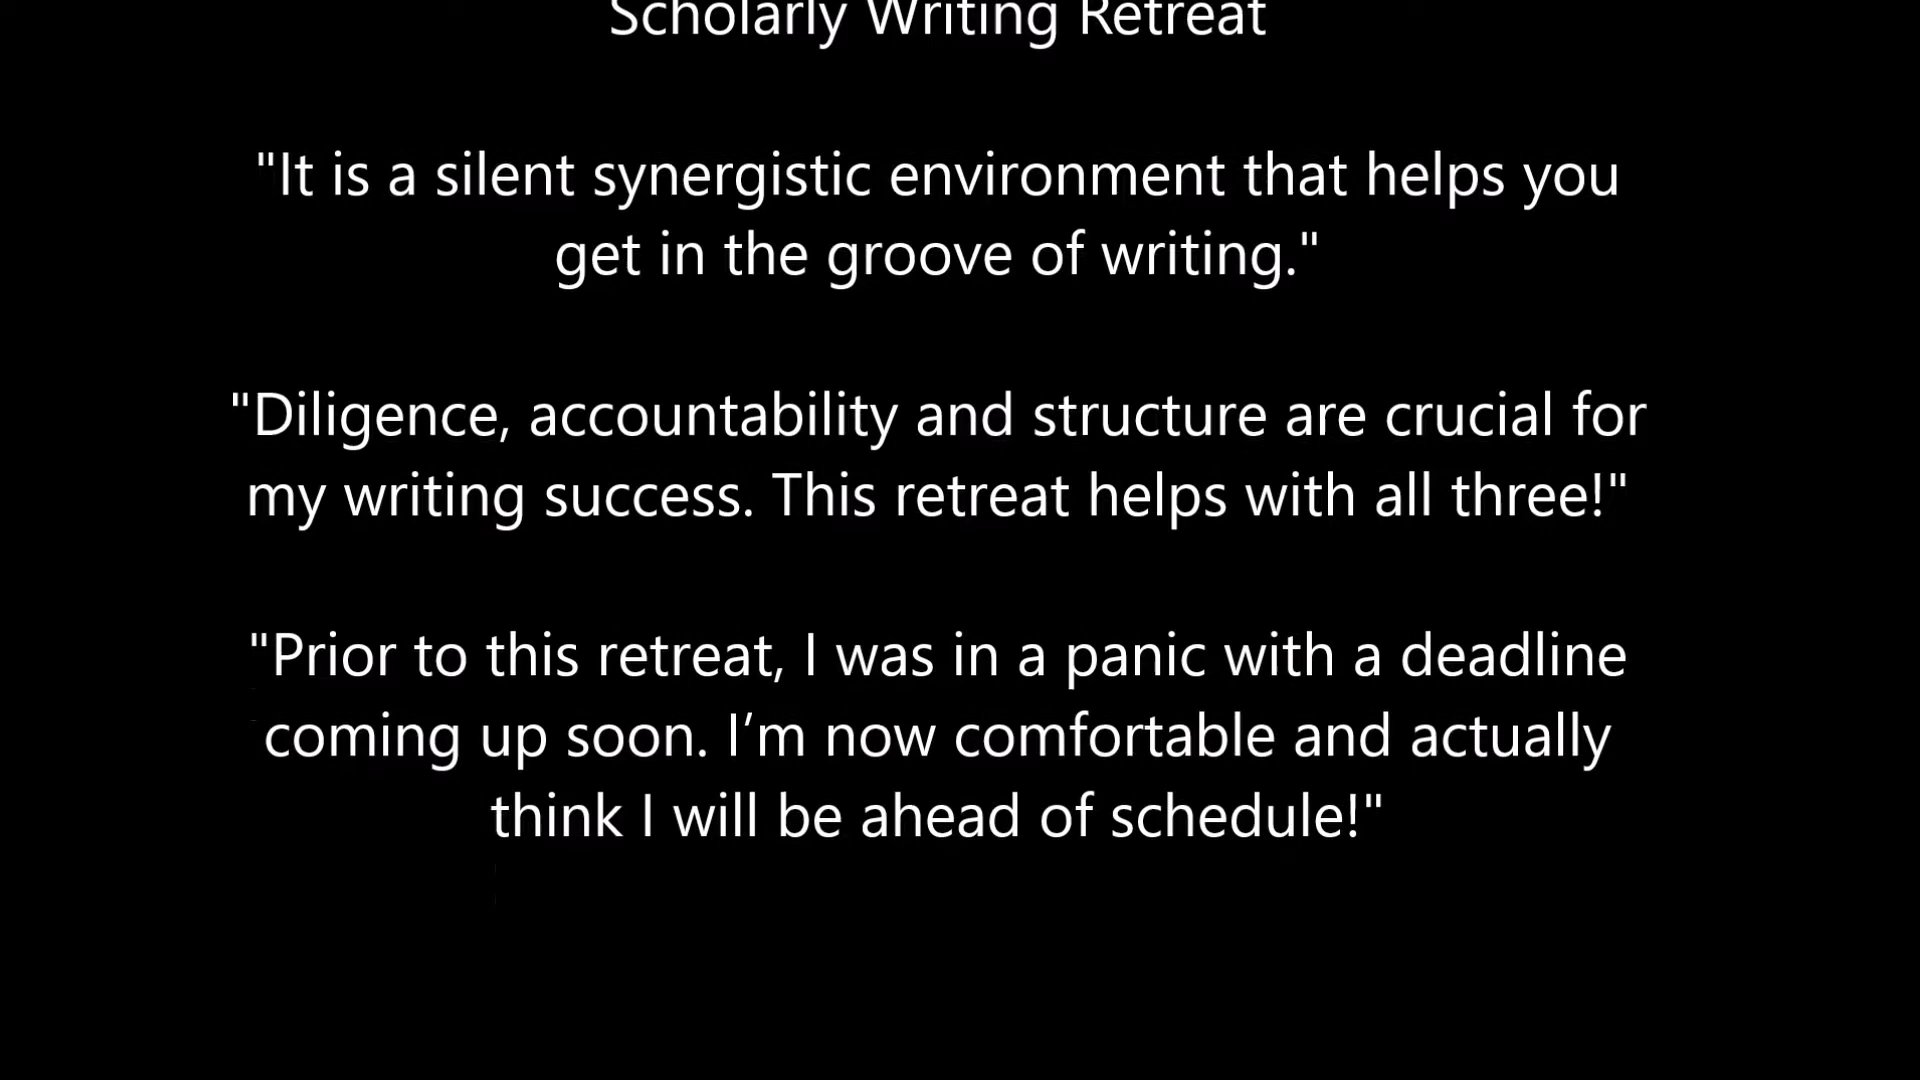 Scholarly Writing Retreat
"It is a silent synergistic environment that helps you
get in the groove of writing."
"Diligence, accountability and structure are crucial for
my writing success. This retreat helps with all three!"
"Prior to this retreat, I was in a panic with a deadline
coming up soon. I’m now comfortable and actually
think I will be ahead of schedule!"